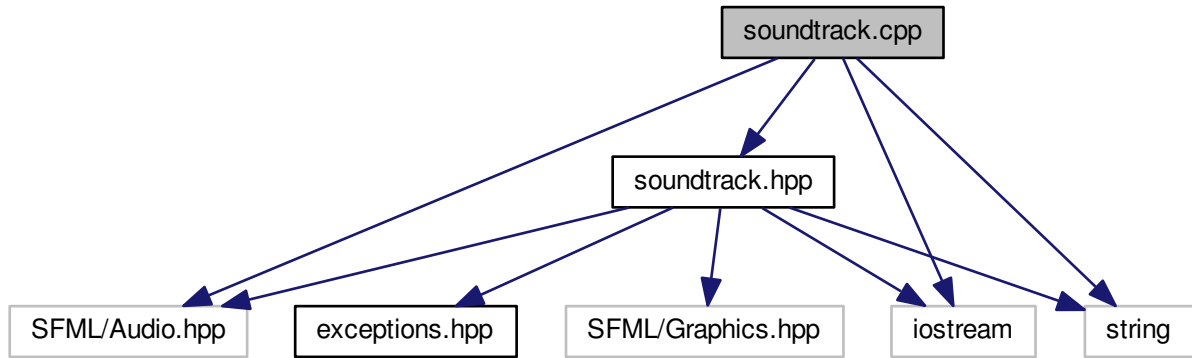 soundtrack.cpp
soundtrack.hpp
SFML/Audio.hpp
exceptions.hpp
SFML/Graphics.hpp
iostream
string